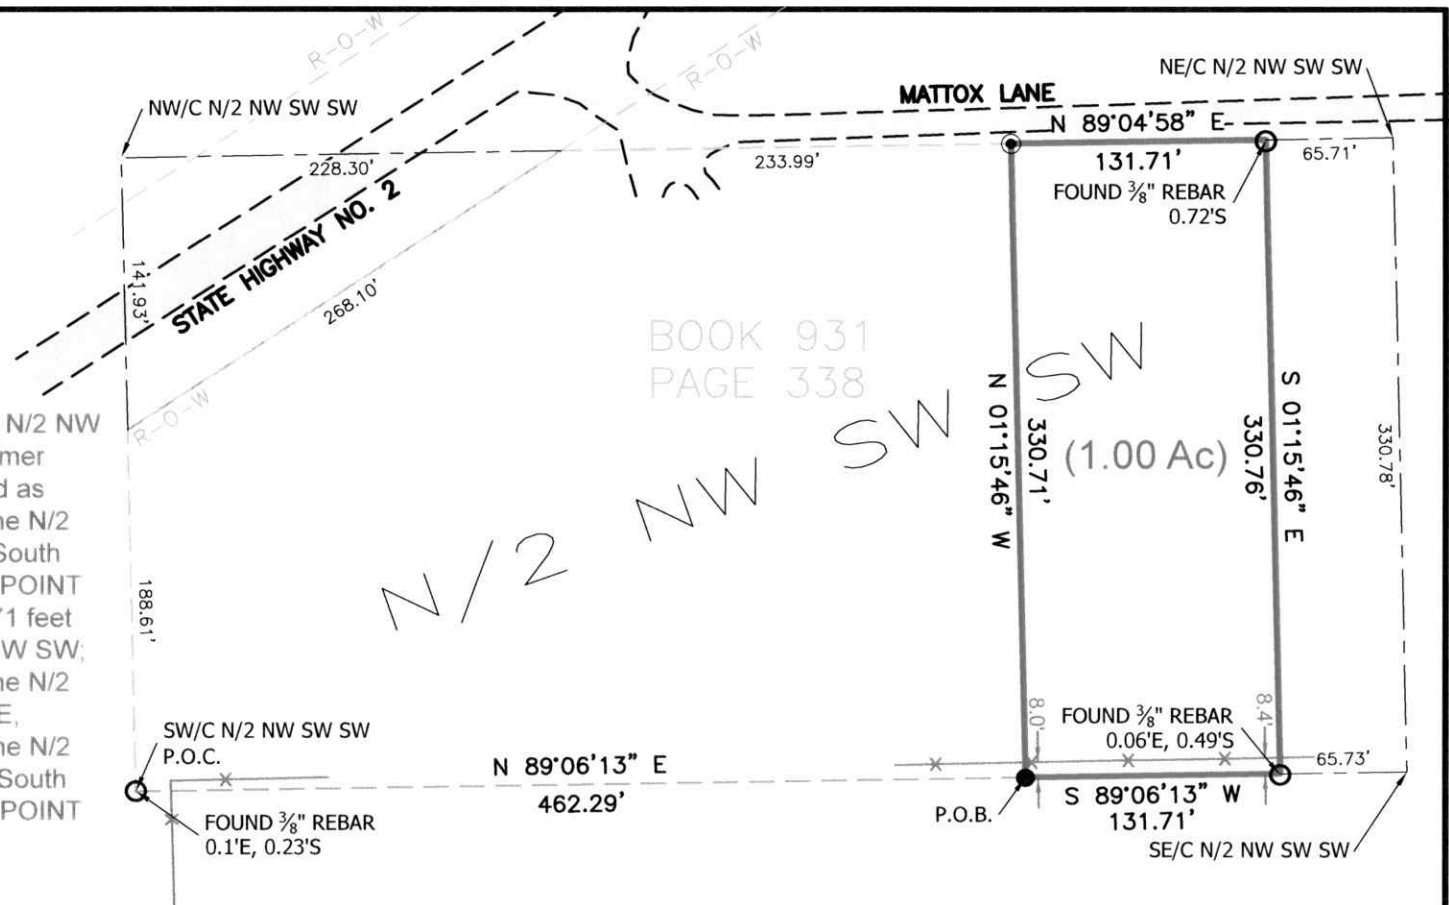 R-O-W
R-O-W
NE/C N/2 NW SW SW
NW/C N/2 NW SW SW
MATTOX LANE
N 89°04'58" E
131.71'
65.71'
228.30'
233.99'
FOUND ⅜" REBAR
0.72'S
STATE HIGHWAY NO. 2
141.93'
268.10'
BOOK 931
PAGE 338
R-O-W
N/2 NW SW SW
N 01°15'46" W
330.71'
(1.00 Ac)
330.76'
S 01°15'46" E
330.78'
N/2 NW
mer
d as
ne N/2
South
POINT
71 feet
W SW;
ne N/2
E,
ne N/2
South
POINT
188.61'
SW/C N/2 NW SW SW
P.O.C.
N 89°06'13" E
462.29'
FOUND ⅜" REBAR
0.1'E, 0.23'S
8.0'
8.4'
FOUND ⅜" REBAR
0.06'E, 0.49'S
65.73'
P.O.B.
S 89°06'13" W
131.71'
SE/C N/2 NW SW SW